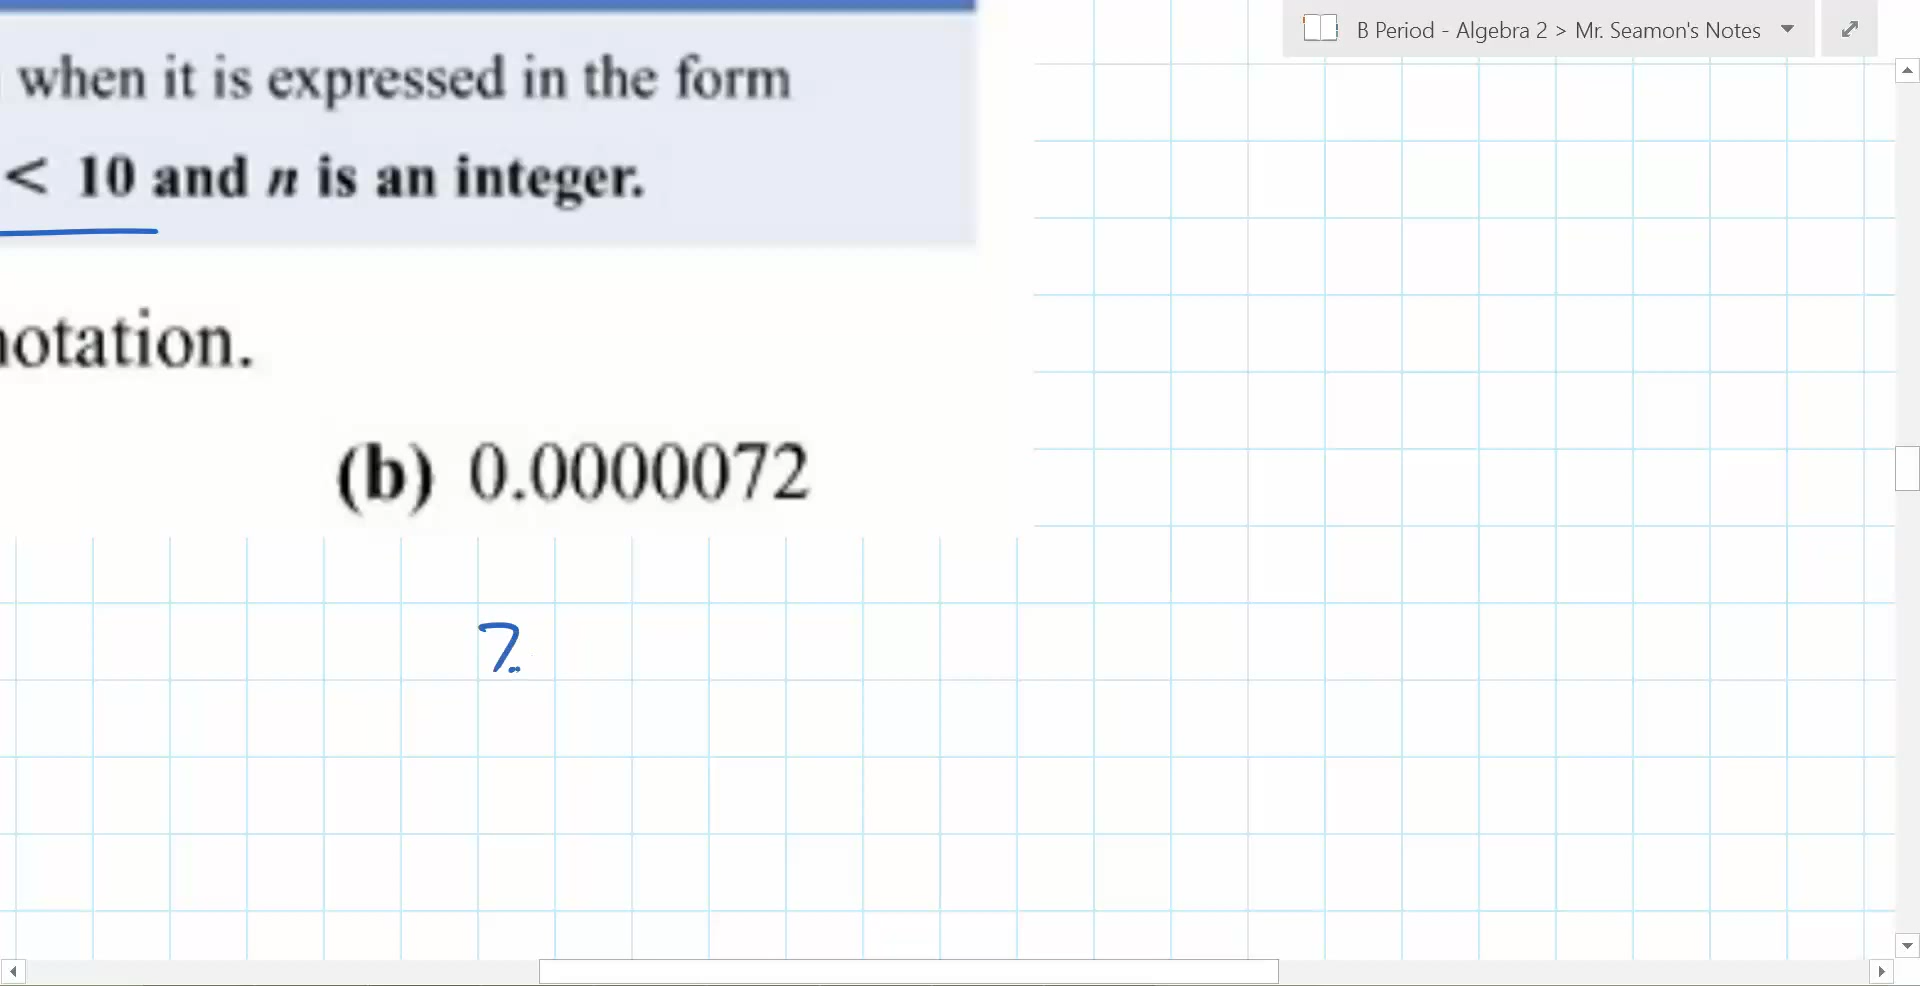 B Period - Algebra 2 > Mr. Seamon's Notes
when it is expressed in the form
< 10 and n is an integer.
notation.
(b) 0.0000072
7.